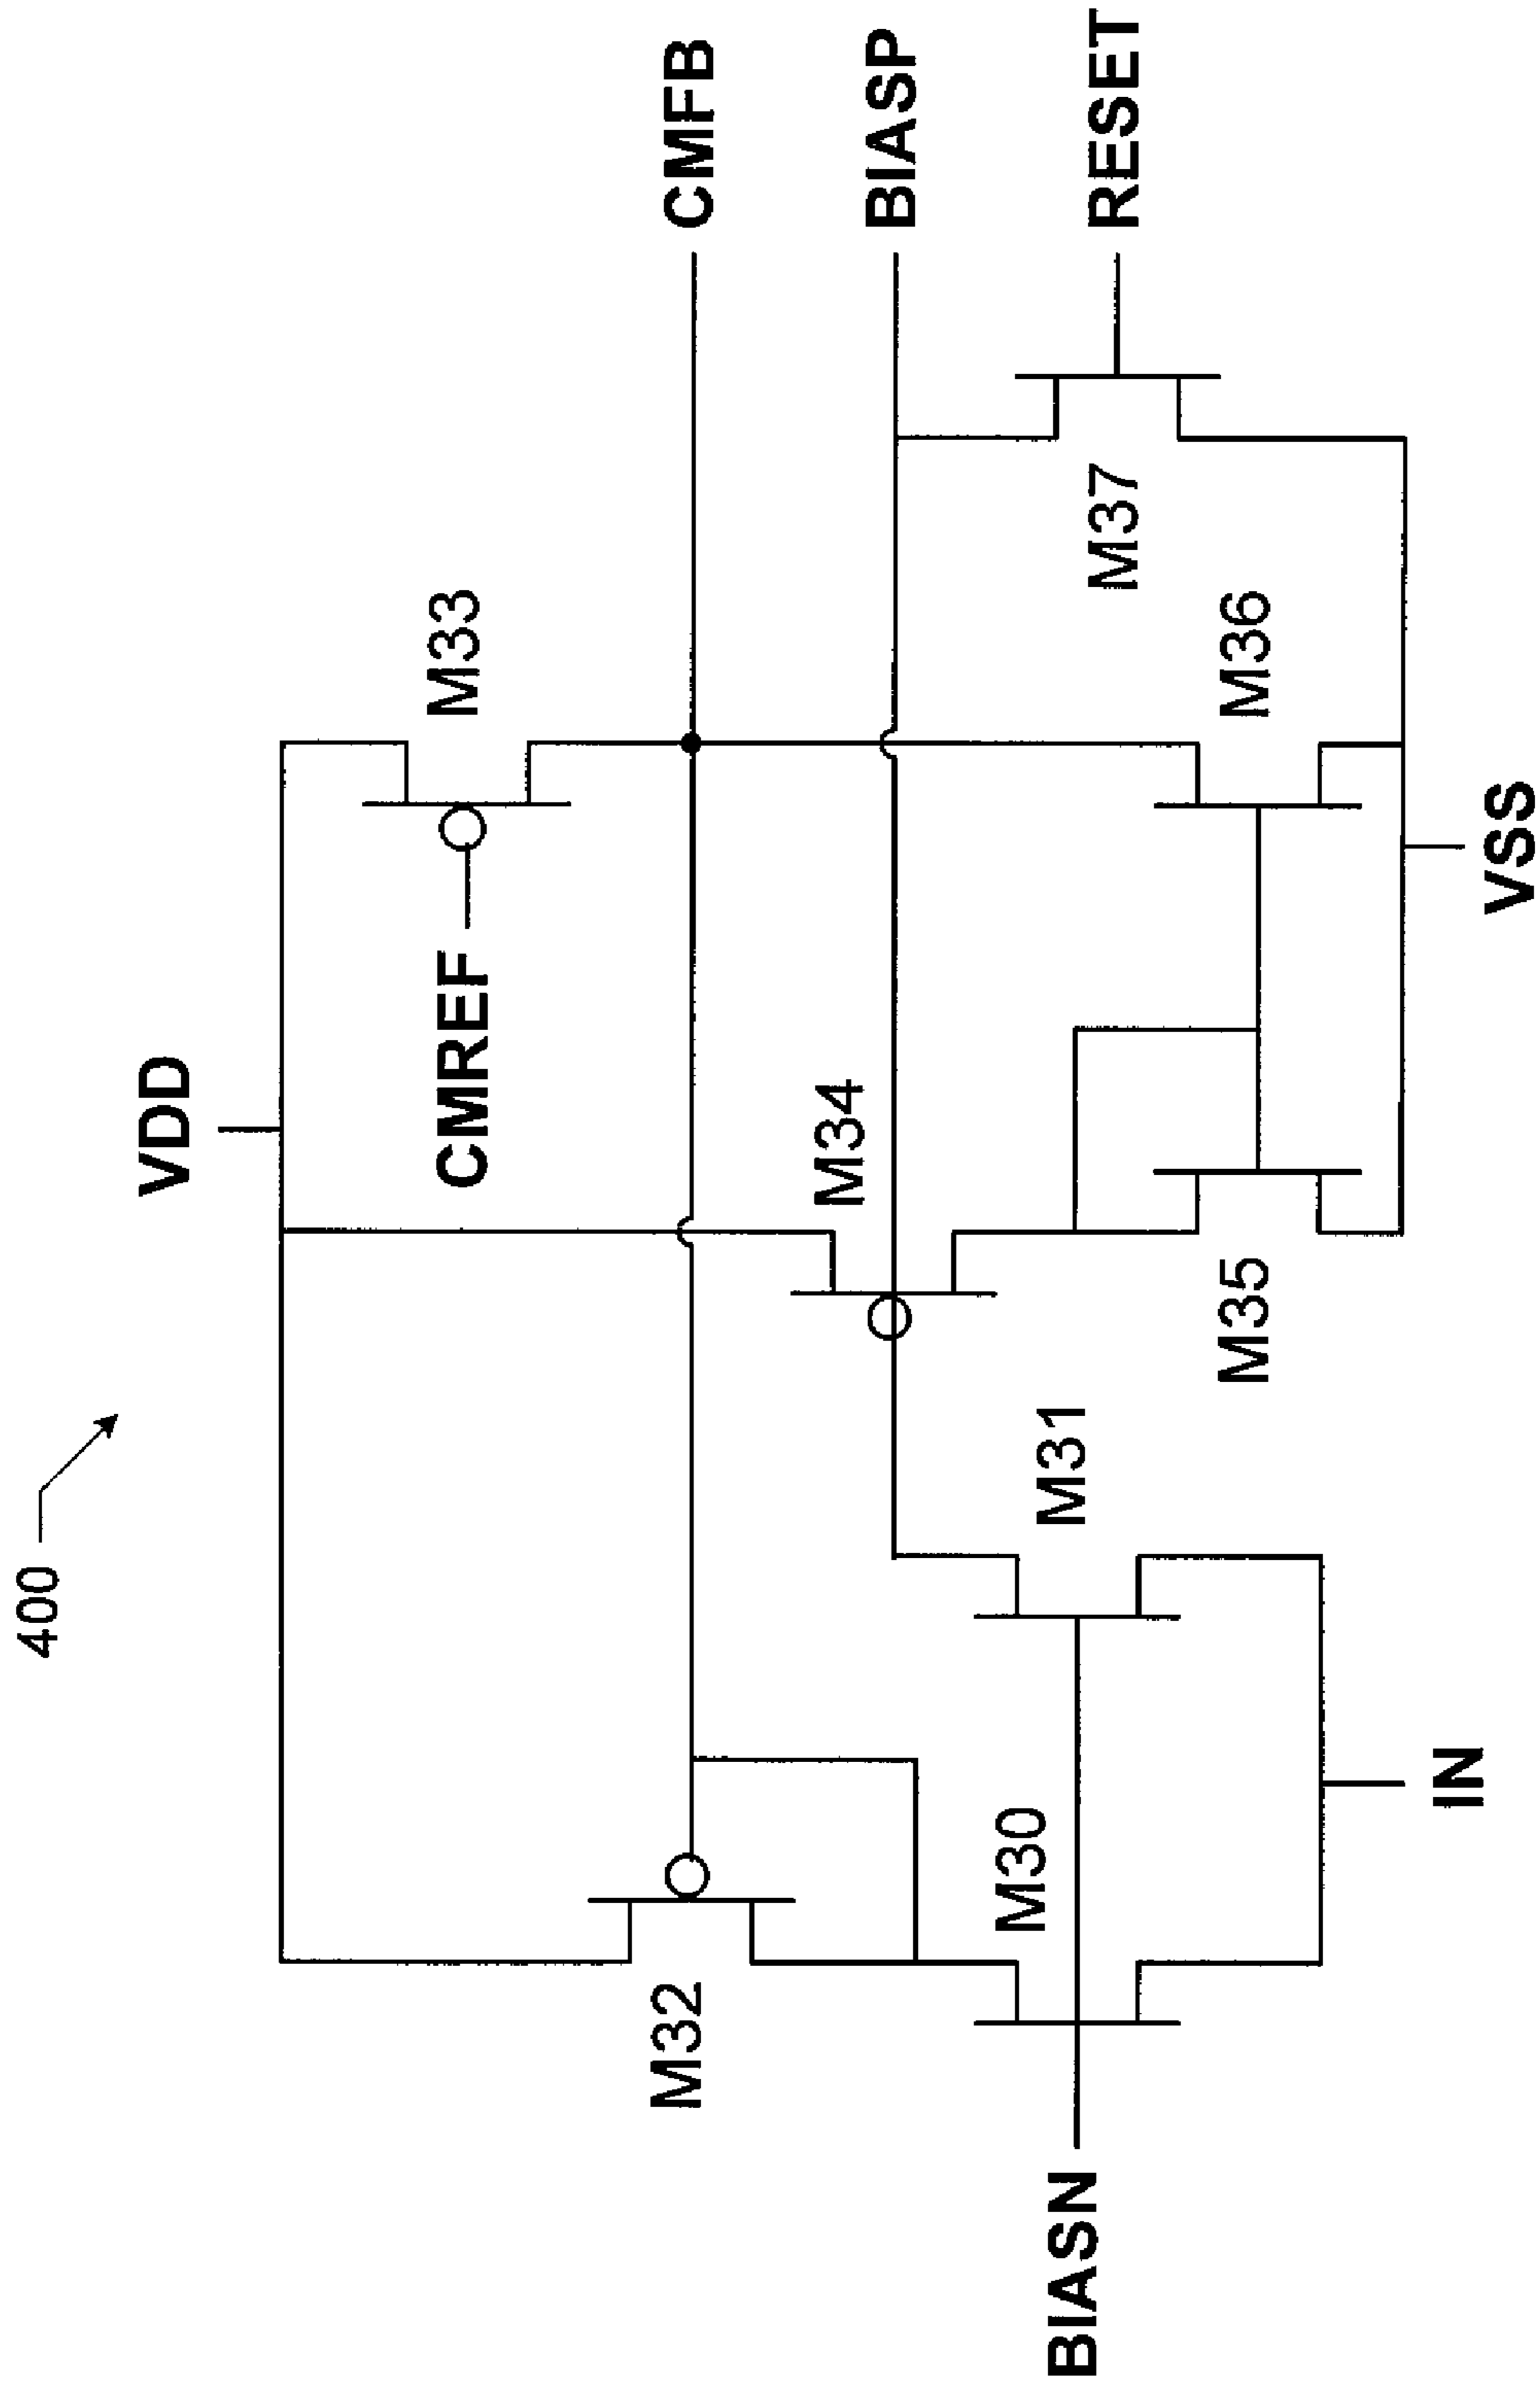 400
VDD
M33
CMREF
CMFB
M32
M34
BIASP
M30
M31
BIASN
M37
RESET
M35
M36
IN
VSS